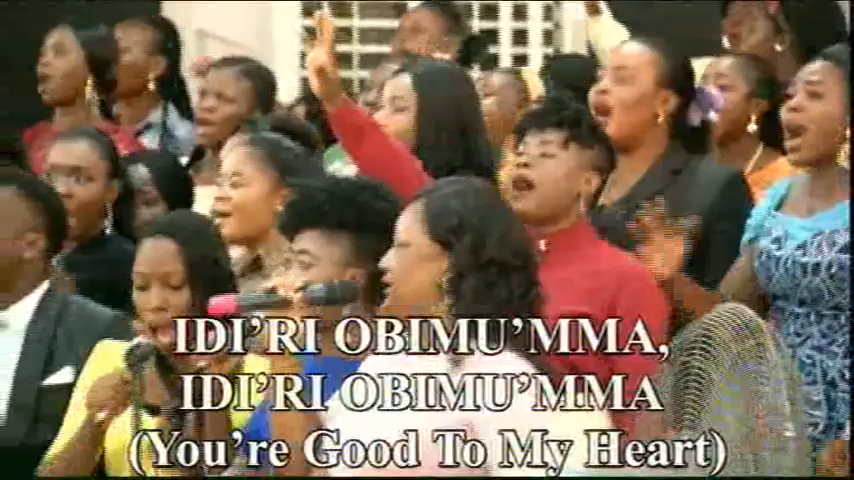 IDI’RI OBIMU’MMA,
IDI’RI OBIMU’MMA
(You’re Good To My Heart)